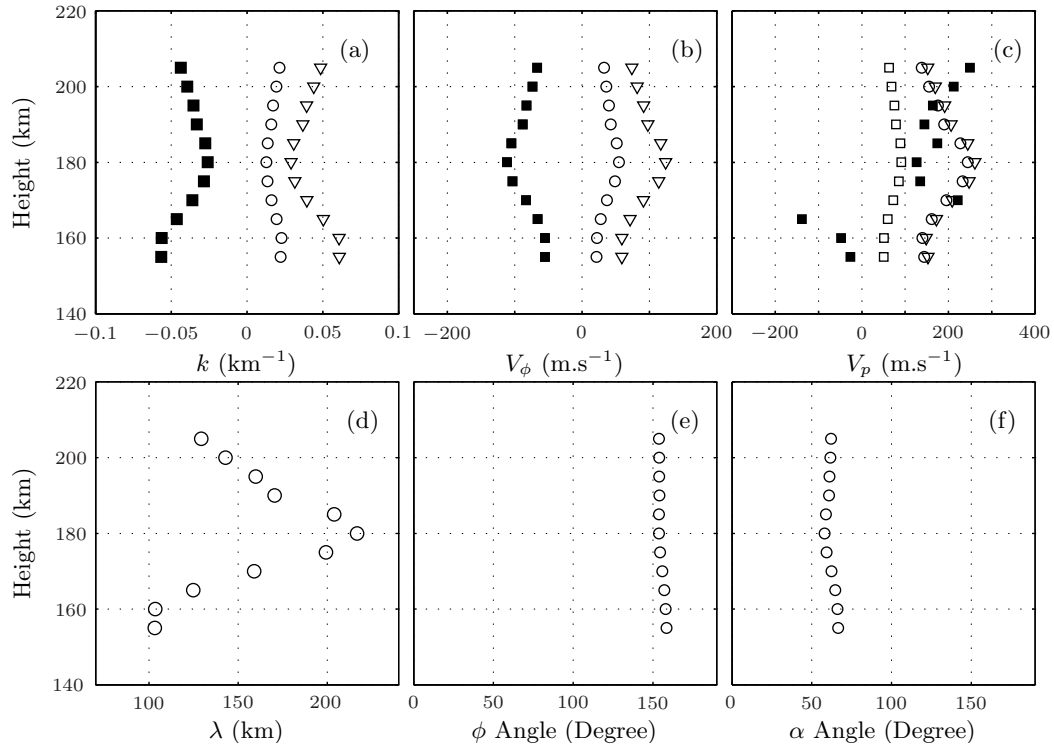 220
200
180
160
140
Height (km)
(a)
−0.1
−0.05
0
0.05
0.1
k (km⁻¹)
(b)
−200
0
200
V_ϕ (m.s⁻¹)
(c)
−200
0
200
400
V_p (m.s⁻¹)
220
200
180
160
140
Height (km)
(d)
100
150
200
λ (km)
(e)
0
50
100
150
ϕ Angle (Degree)
(f)
0
50
100
150
α Angle (Degree)